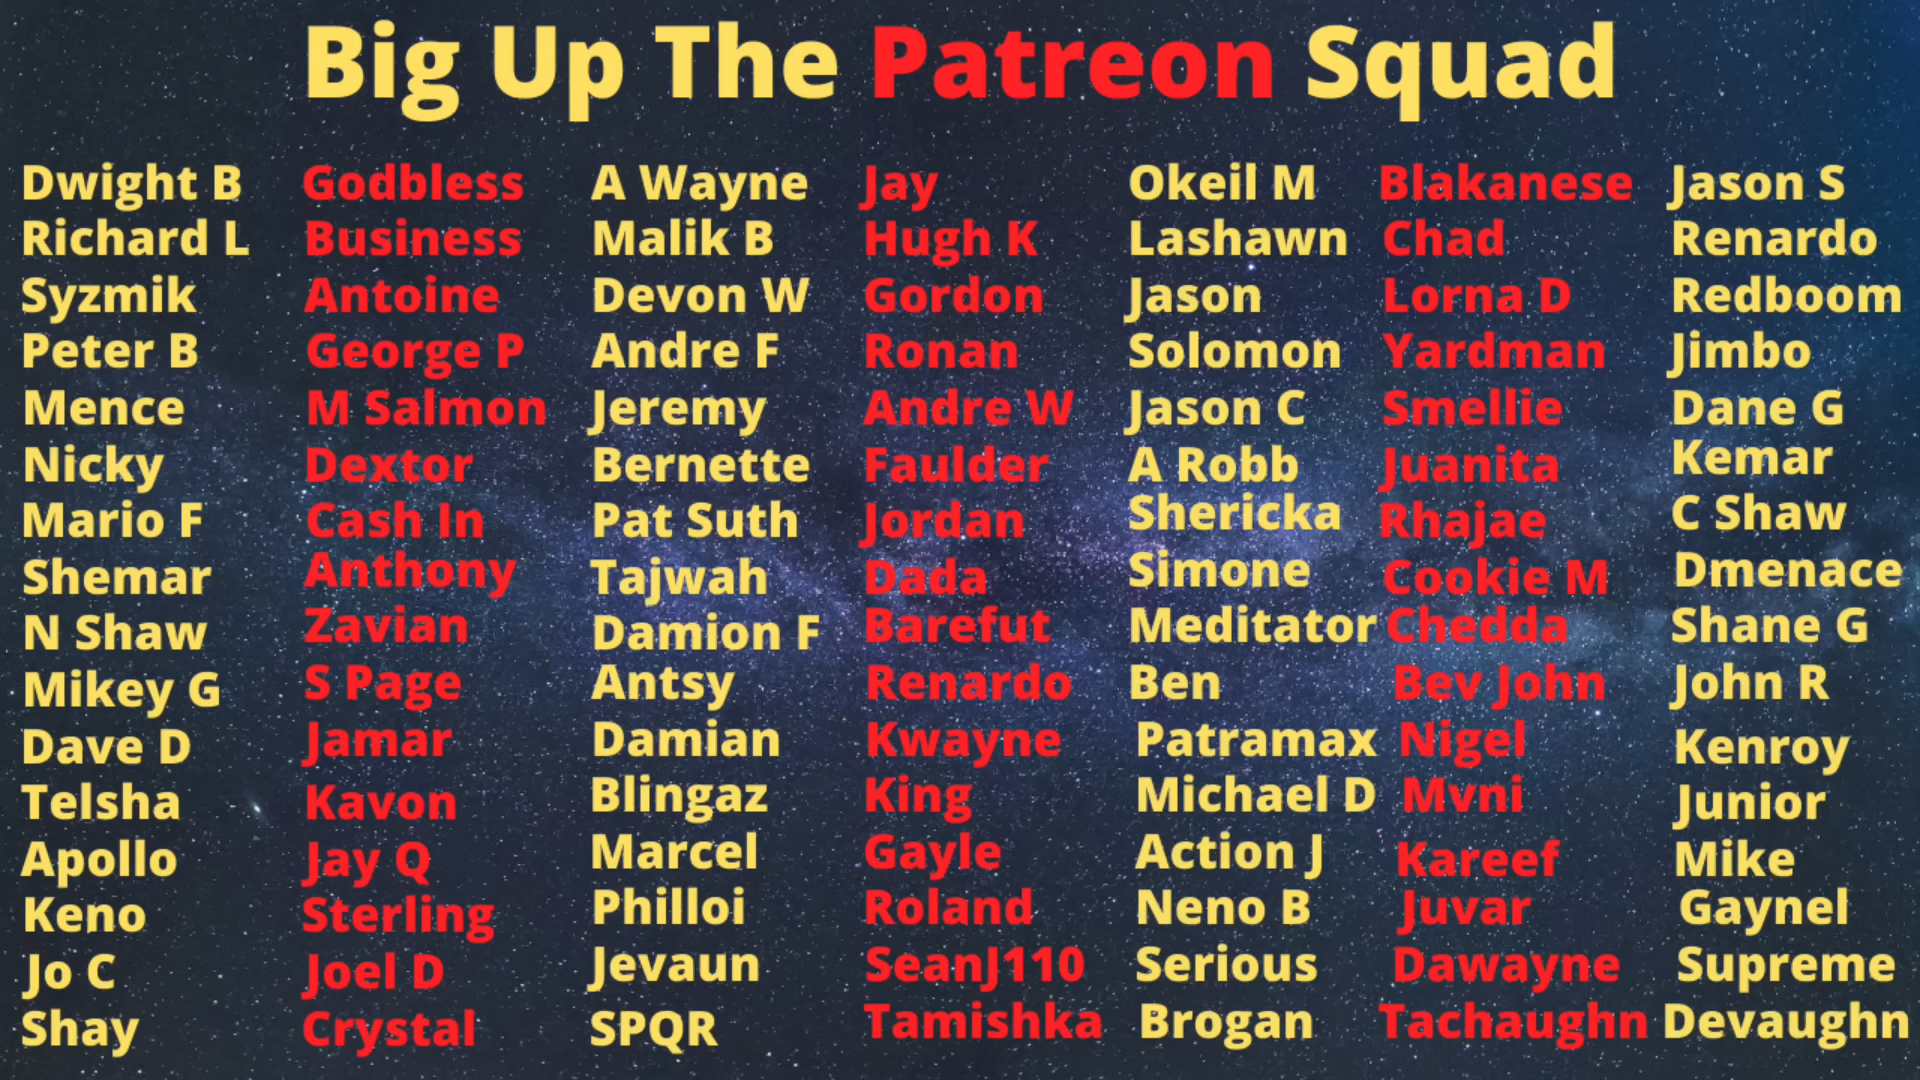 Big Up The Patreon Squad
Dwight B
Richard L
Syzmik
Peter B
Mence
Nicky
Mario F
Shemar
N Shaw
Mikey G
Dave D
Telsha
Apollo
Keno
Jo C
Shay
Godbless
Business
Antoine
George P
M Salmon
Dextor
Cash In
Anthony
Zavian
S Page
Jamar
Kavon
Jay Q
Sterling
Joel D
Crystal
A Wayne
Malik B
Devon W
Andre F
Jeremy
Bernette
Pat Suth
Tajwah
Damion F
Antsy
Damian
Blingaz
Marcel
Philloi
Jevaun
SPQR
Jay
Hugh K
Gordon
Ronan
Andre W
Faulder
Jordan
Dada
Barefut
Renardo
Kwayne
King
Gayle
Roland
SeanJ110
Tamishka
Okeil M
Lashawn
Jason
Solomon
Jason C
A Robb
Shericka
Simone
Meditator
Ben
Patramax
Michael D
Action J
Neno B
Serious
Brogan
Blakanese
Chad
Lorna D
Yardman
Smellie
Juanita
Rhajae
Cookie M
Chedda
Bev John
Nigel
Mvni
Kareef
Juvar
Dawayne
Tachaughn
Jason S
Renardo
Redboom
Jimbo
Dane G
Kemar
C Shaw
Dmenace
Shane G
John R
Kenroy
Junior
Mike
Gaynel
Supreme
Devaughn